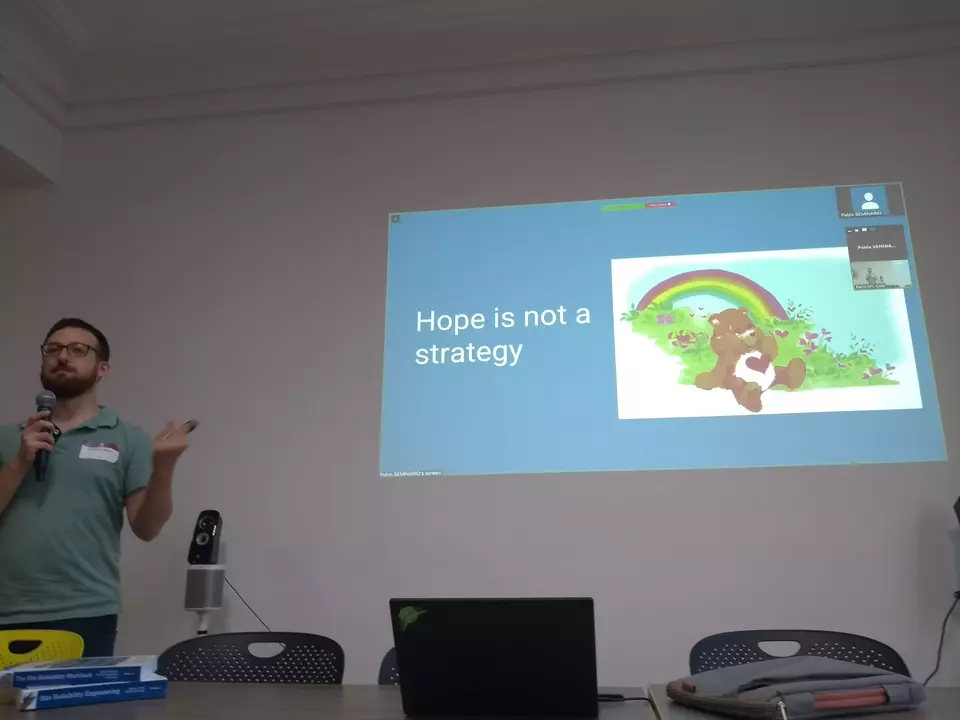 Pablo SEMINARIO
Pablo SEMINA...
Hope is not a
strategy
Pablo SEMINARIO's screen
The Site Reliability Workbook
Site Reliability Engineering